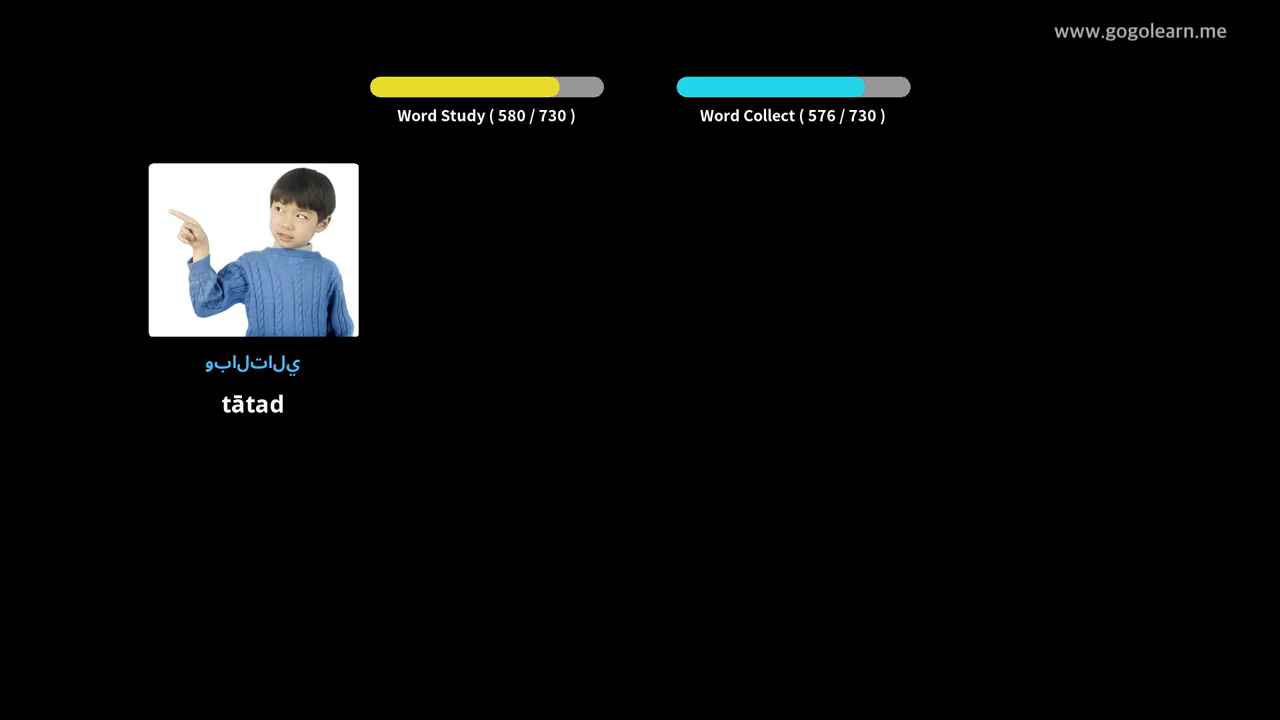 www.gogolearn.me
Word Study ( 580 / 730 )
Word Collect ( 576 / 730 )
وبالتالي
tātad